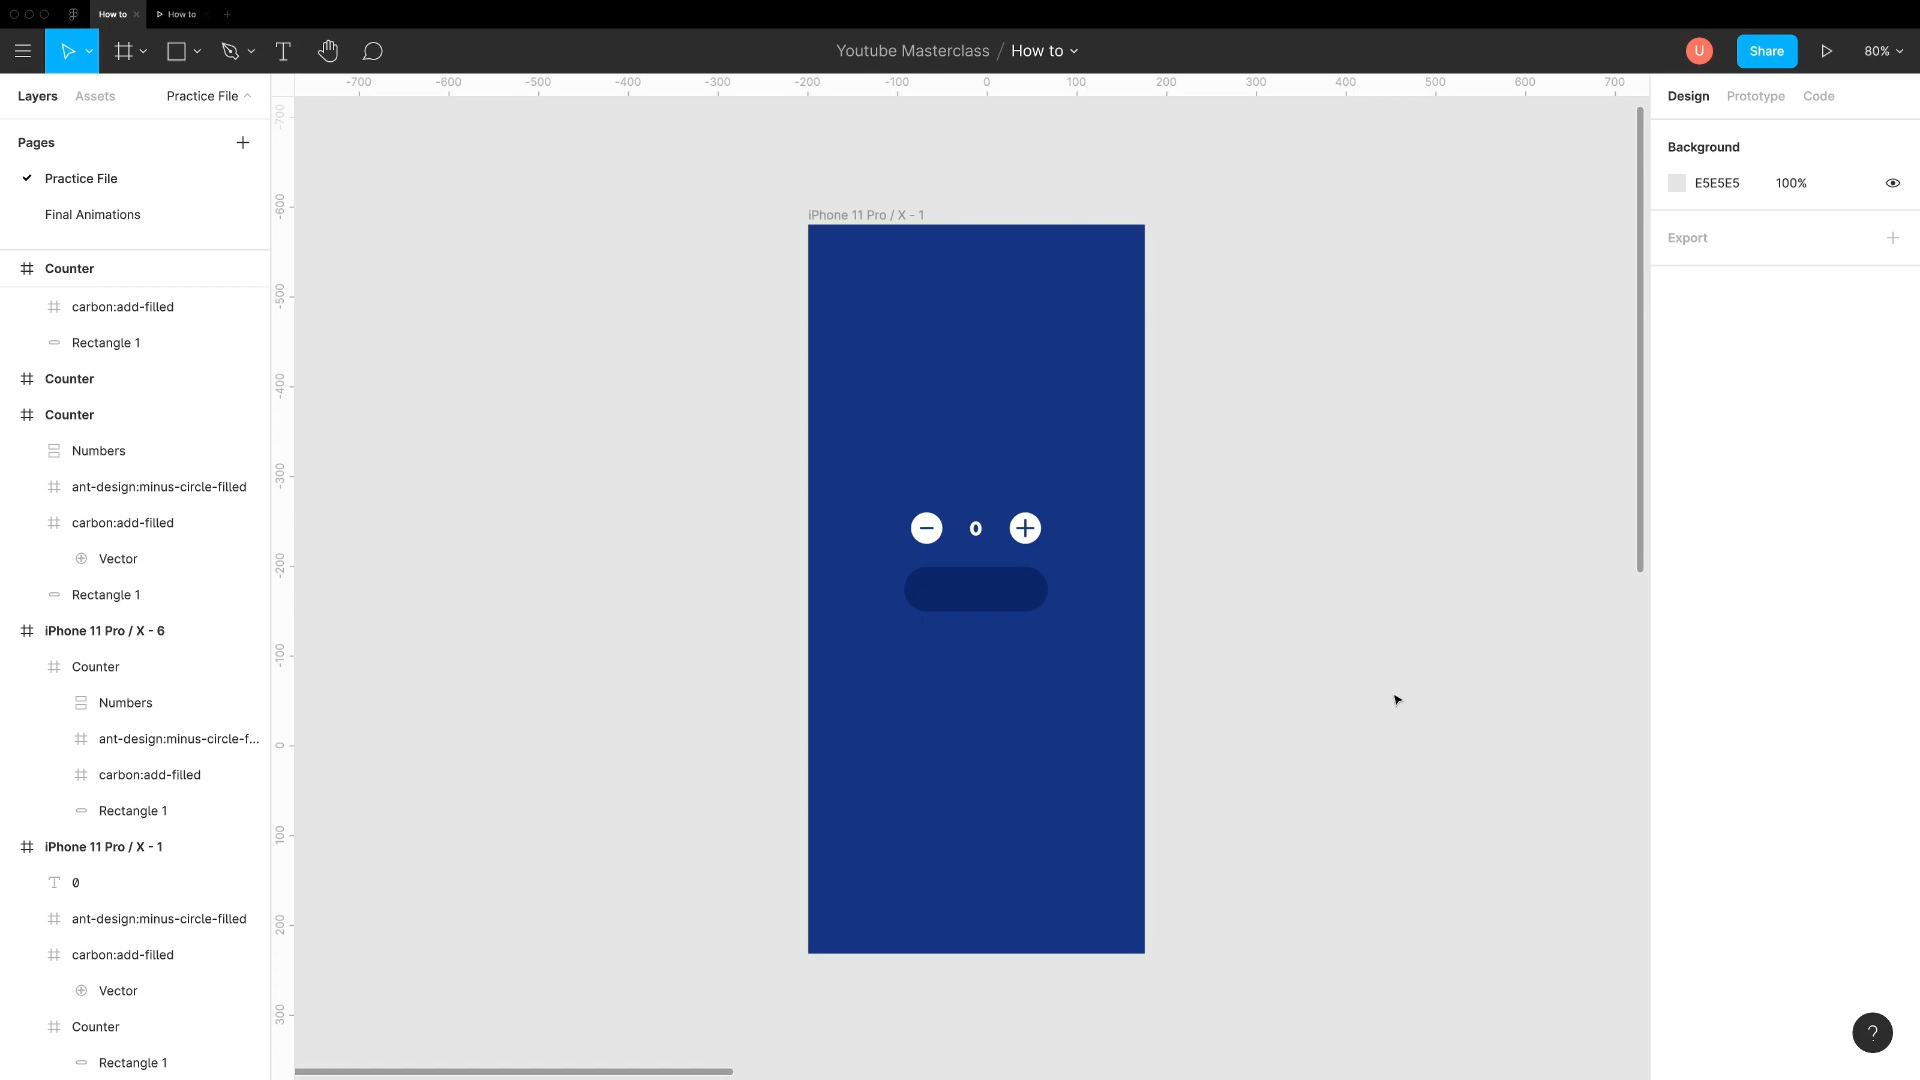 How to
How to
Youtube Masterclass / How to
U
Share
80%
Layers
Assets
Practice File
Pages
Practice File
Final Animations
Counter
carbon:add-filled
Rectangle 1
Counter
Counter
Numbers
ant-design:minus-circle-filled
carbon:add-filled
Vector
Rectangle 1
iPhone 11 Pro / X - 6
Counter
Numbers
ant-design:minus-circle-f...
carbon:add-filled
Rectangle 1
iPhone 11 Pro / X - 1
0
ant-design:minus-circle-filled
carbon:add-filled
Vector
Counter
Rectangle 1
-700 -600 -500 -400 -300 -200 -100 0 100 200 300 400 500 600 700
-700
-600
-500
-400
-300
-200
-100
0
100
200
300
iPhone 11 Pro / X - 1
0
Design
Prototype
Code
Background
E5E5E5
100%
Export
?